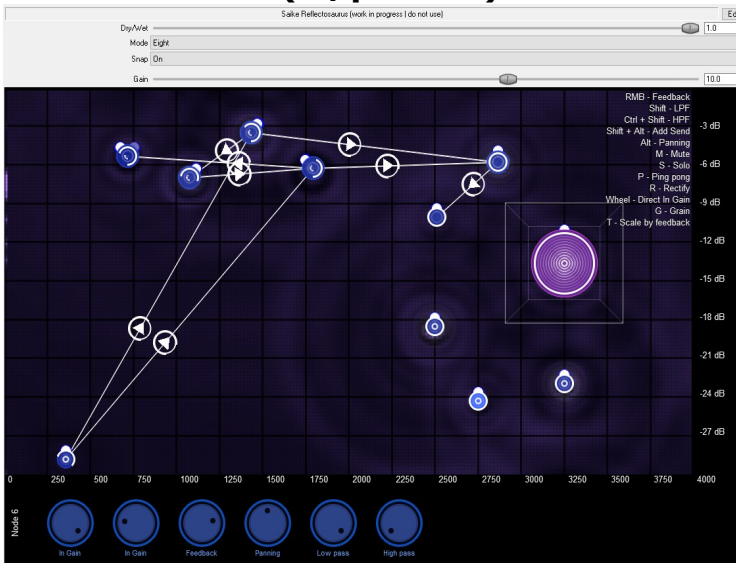 Saike Reflectosaurus (work in progress | do not use)
Dry/Wet 1.0
Mode Eight
Snap On
Gain 10.0
RMB - Feedback
Shift - LPF
Ctrl + Shift - HPF
Shift + Alt - Add Send
Alt - Panning
M - Mute
S - Solo
P - Ping pong
R - Rectify
Wheel - Direct In Gain
G - Grain
T - Scale by feedback
-3 dB
-6 dB
-9 dB
-12 dB
-15 dB
-18 dB
-21 dB
-24 dB
-27 dB
0 250 500 750 1000 1250 1500 1750 2000 2250 2500 2750 3000 3250 3500 3750 4000
Node 6
In Gain In Gain Feedback Panning Low pass High pass